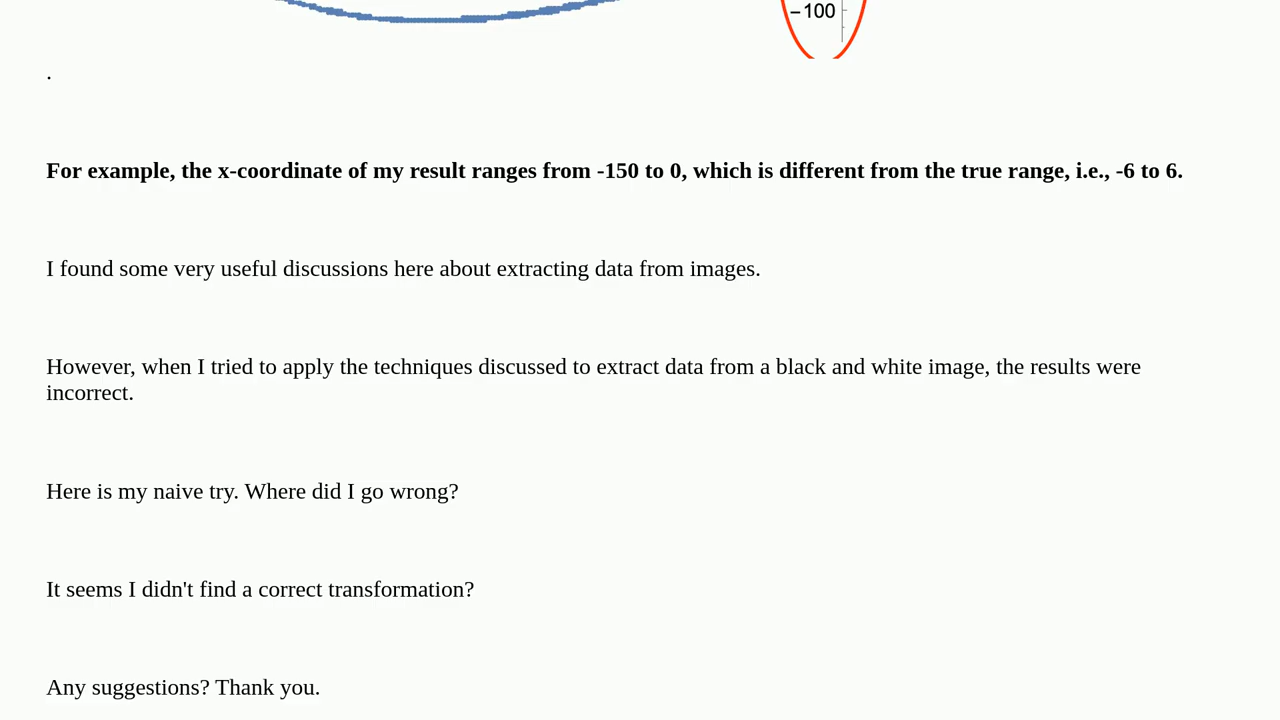 −100
.
For example, the x-coordinate of my result ranges from -150 to 0, which is different from the true range, i.e., -6 to 6.
I found some very useful discussions here about extracting data from images.
However, when I tried to apply the techniques discussed to extract data from a black and white image, the results were
incorrect.
Here is my naive try. Where did I go wrong?
It seems I didn't find a correct transformation?
Any suggestions? Thank you.